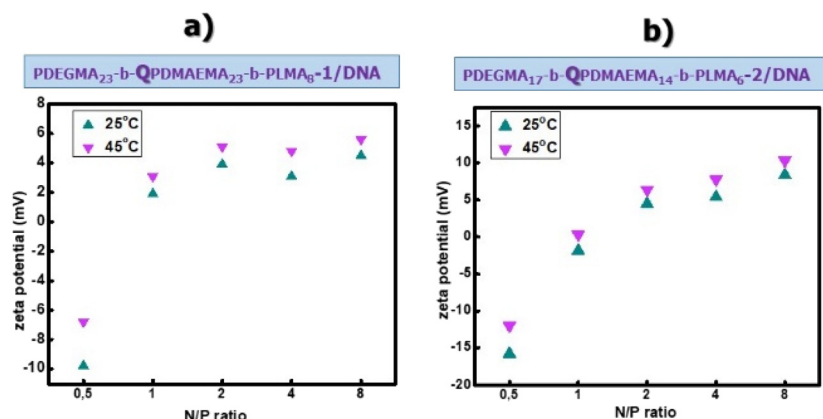 a)
PDEGMA23-b-QPDMAEMA23-b-PLMA8-1/DNA
8
6
4
2
0
-2
-4
-6
-8
-10
zeta potential (mV)
25°C
45°C
0,5 1 2 4 8
N/P ratio
b)
PDEGMA17-b-QPDMAEMA14-b-PLMA6-2/DNA
15
10
5
0
-5
-10
-15
-20
zeta potential (mV)
25°C
45°C
0,5 1 2 4 8
N/P ratio